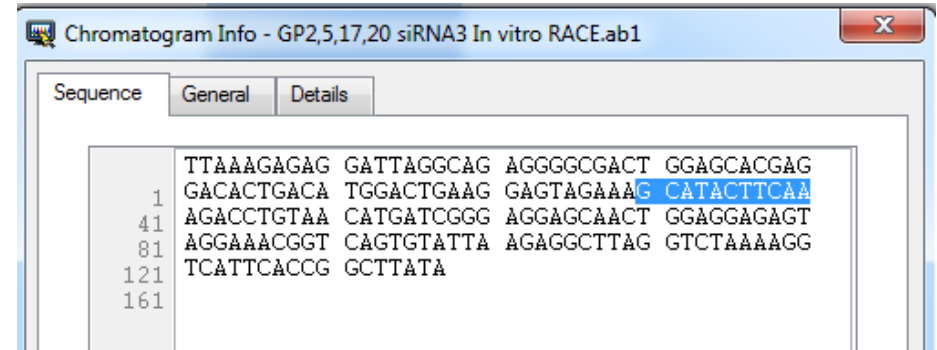 Chromatogram Info - GP2,5,17,20 siRNA3 In vitro RACE.ab1
Sequence General Details
TTAAAGAGAG GATTAGGCAG AGGGGCGACT GGAGCACGAG
1 GACACTGACA TGGACTGAAG GAGTAGAAAG CATACTTCAA
41 AGACCTGTAA CATGATCGGG AGGAGCAACT GGAGGAGAGT
81 AGGAAACGGT CAGTGTATTA AGAGGCTTAG GTCTAAAAGG
121 TCATTCACCG GCTTATA
161